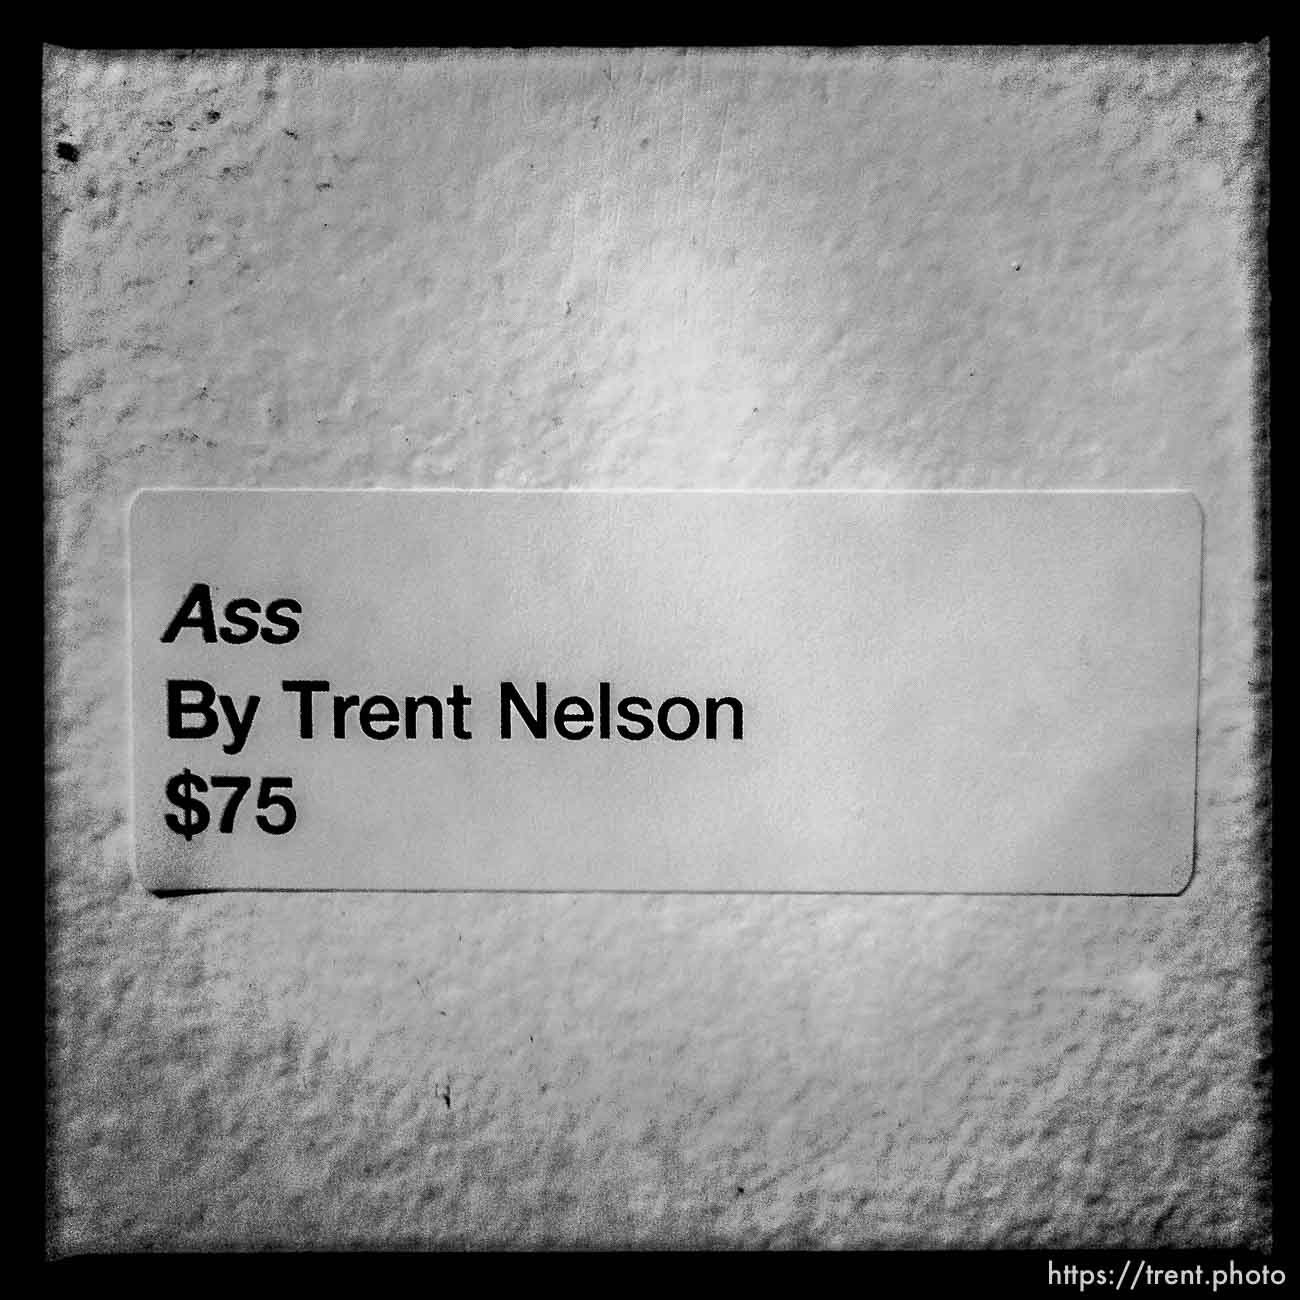 Ass
By Trent Nelson
$75
https://trent.photo